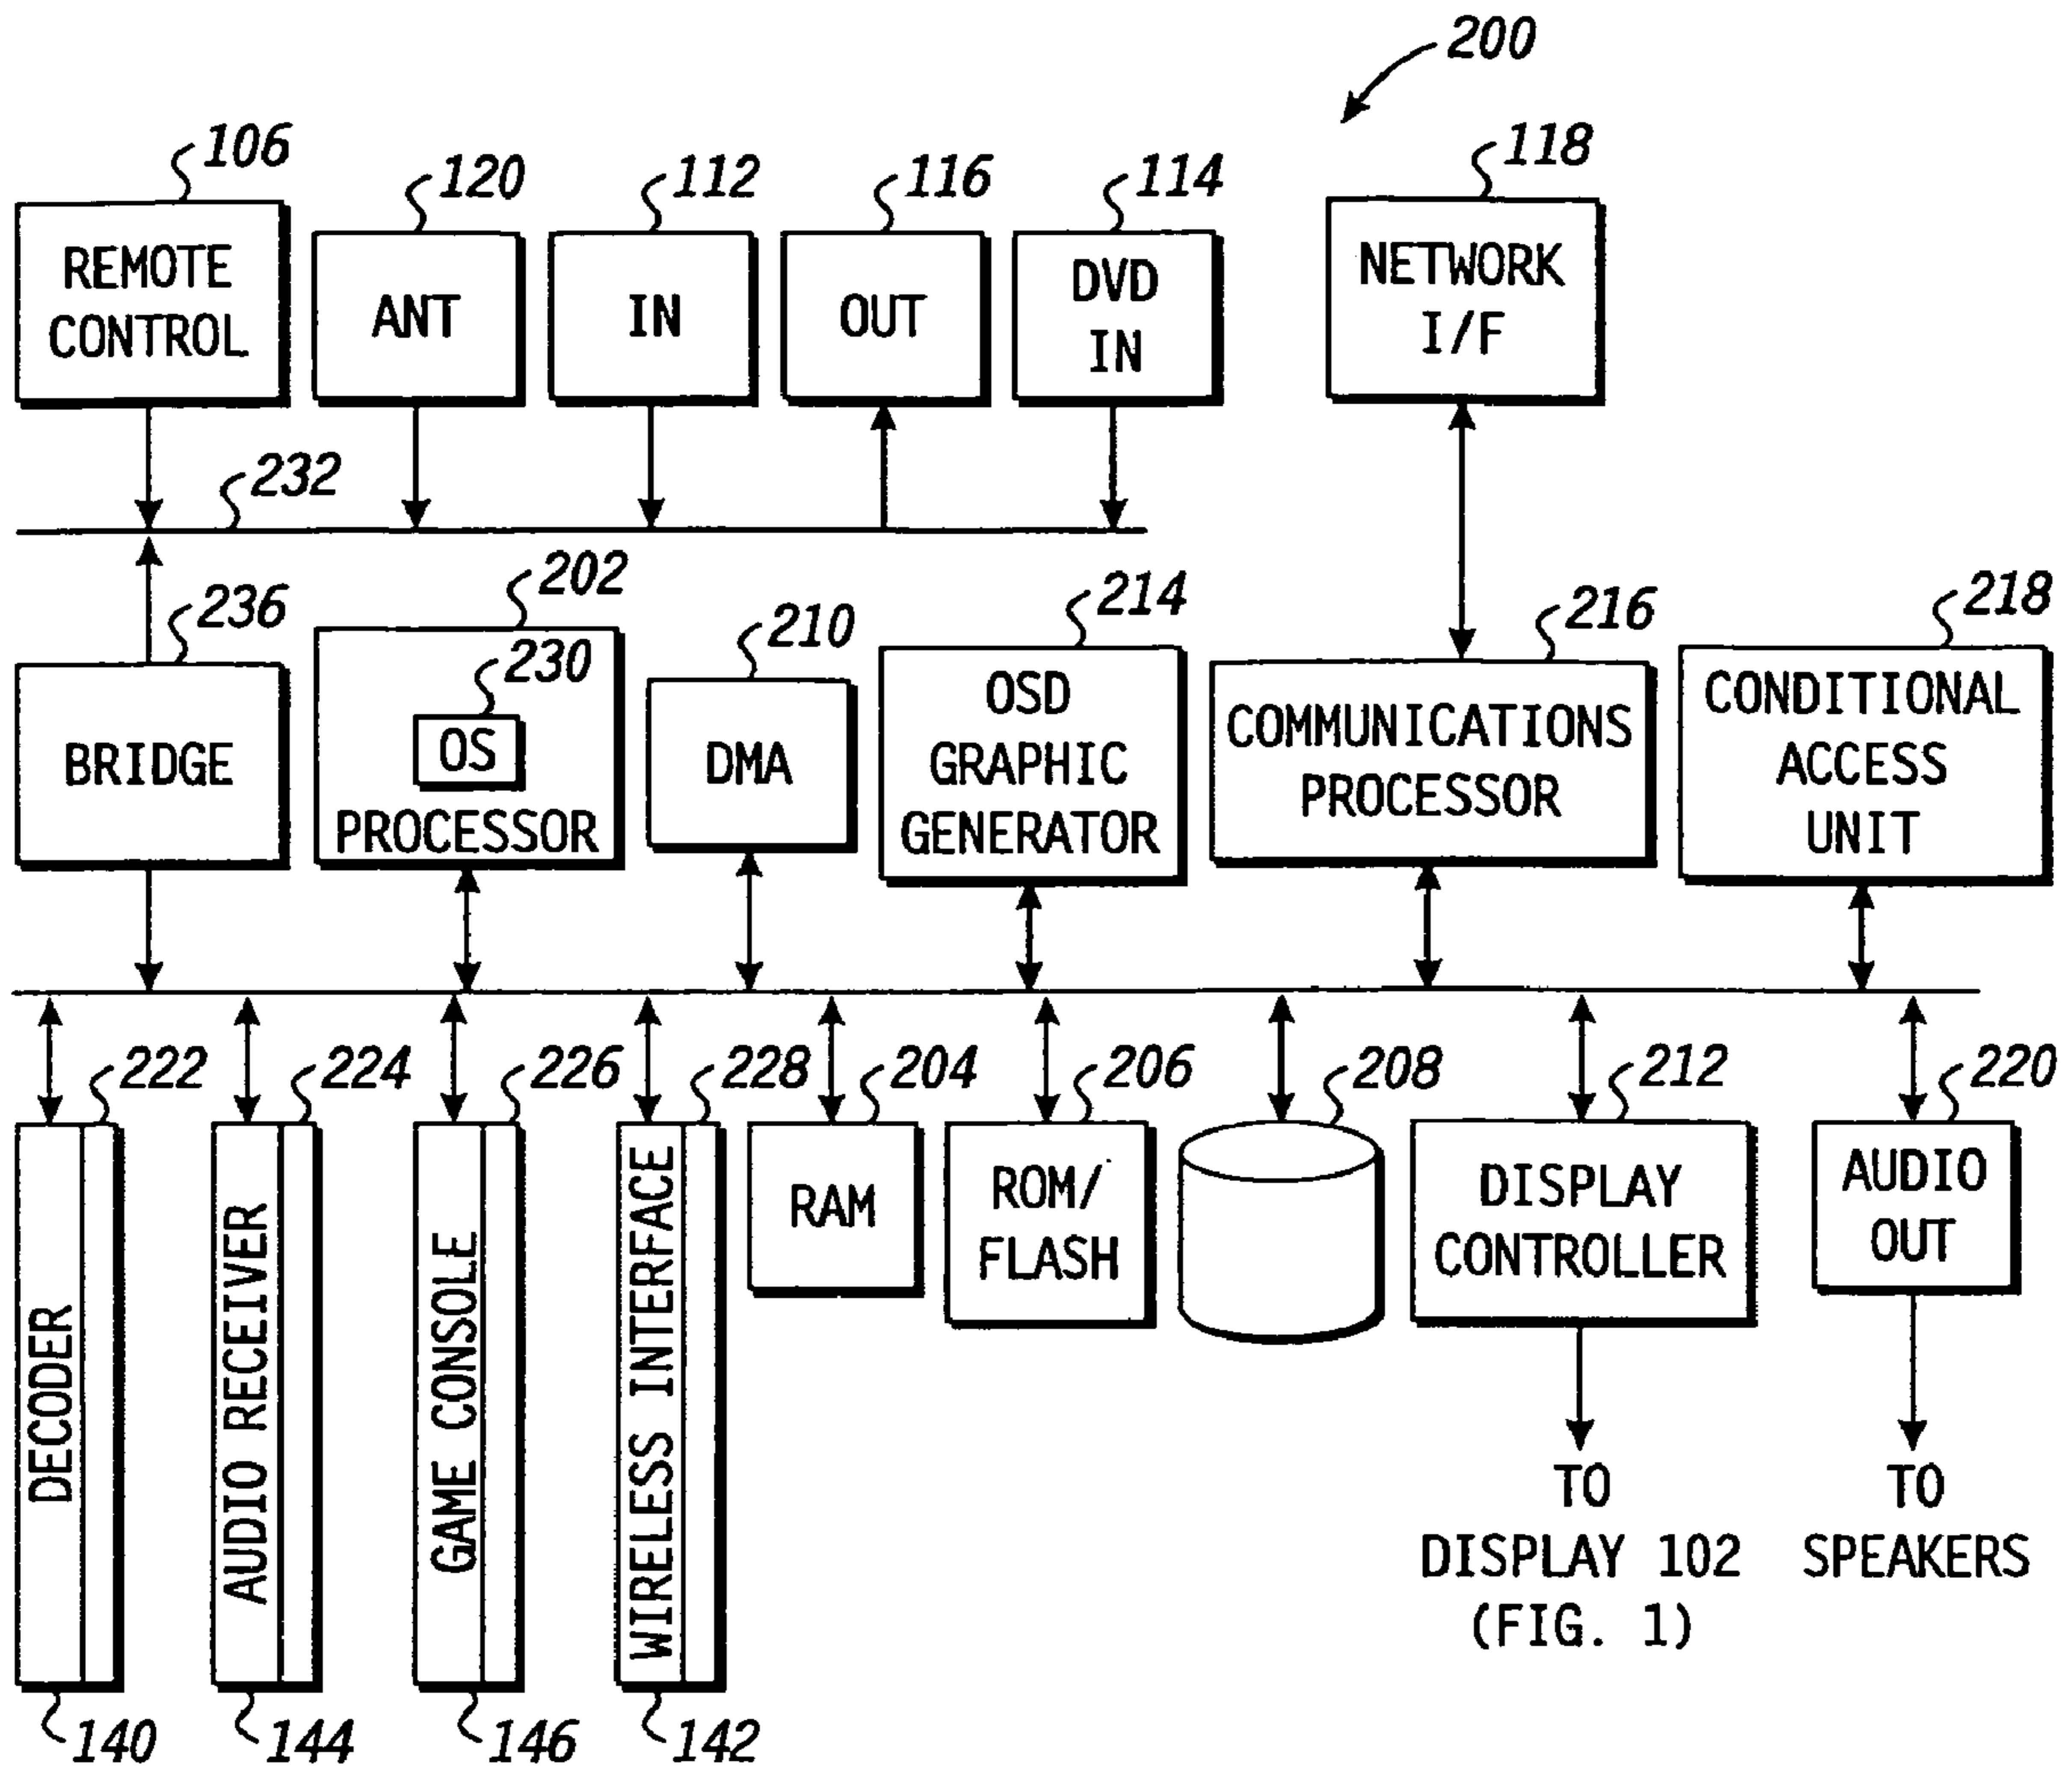 200
106
120
112
116
114
118
REMOTE
CONTROL
ANT
IN
OUT
DVD
IN
NETWORK
I/F
232
236
202
230
210
214
216
218
BRIDGE
OS
PROCESSOR
DMA
OSD
GRAPHIC
GENERATOR
COMMUNICATIONS
PROCESSOR
CONDITIONAL
ACCESS
UNIT
222
224
226
228
204
206
208
212
220
DECODER
AUDIO RECEIVER
GAME CONSOLE
WIRELESS INTERFACE
RAM
ROM/
FLASH
DISPLAY
CONTROLLER
AUDIO
OUT
TO
DISPLAY 102
(FIG. 1)
TO
SPEAKERS
140
144
146
142